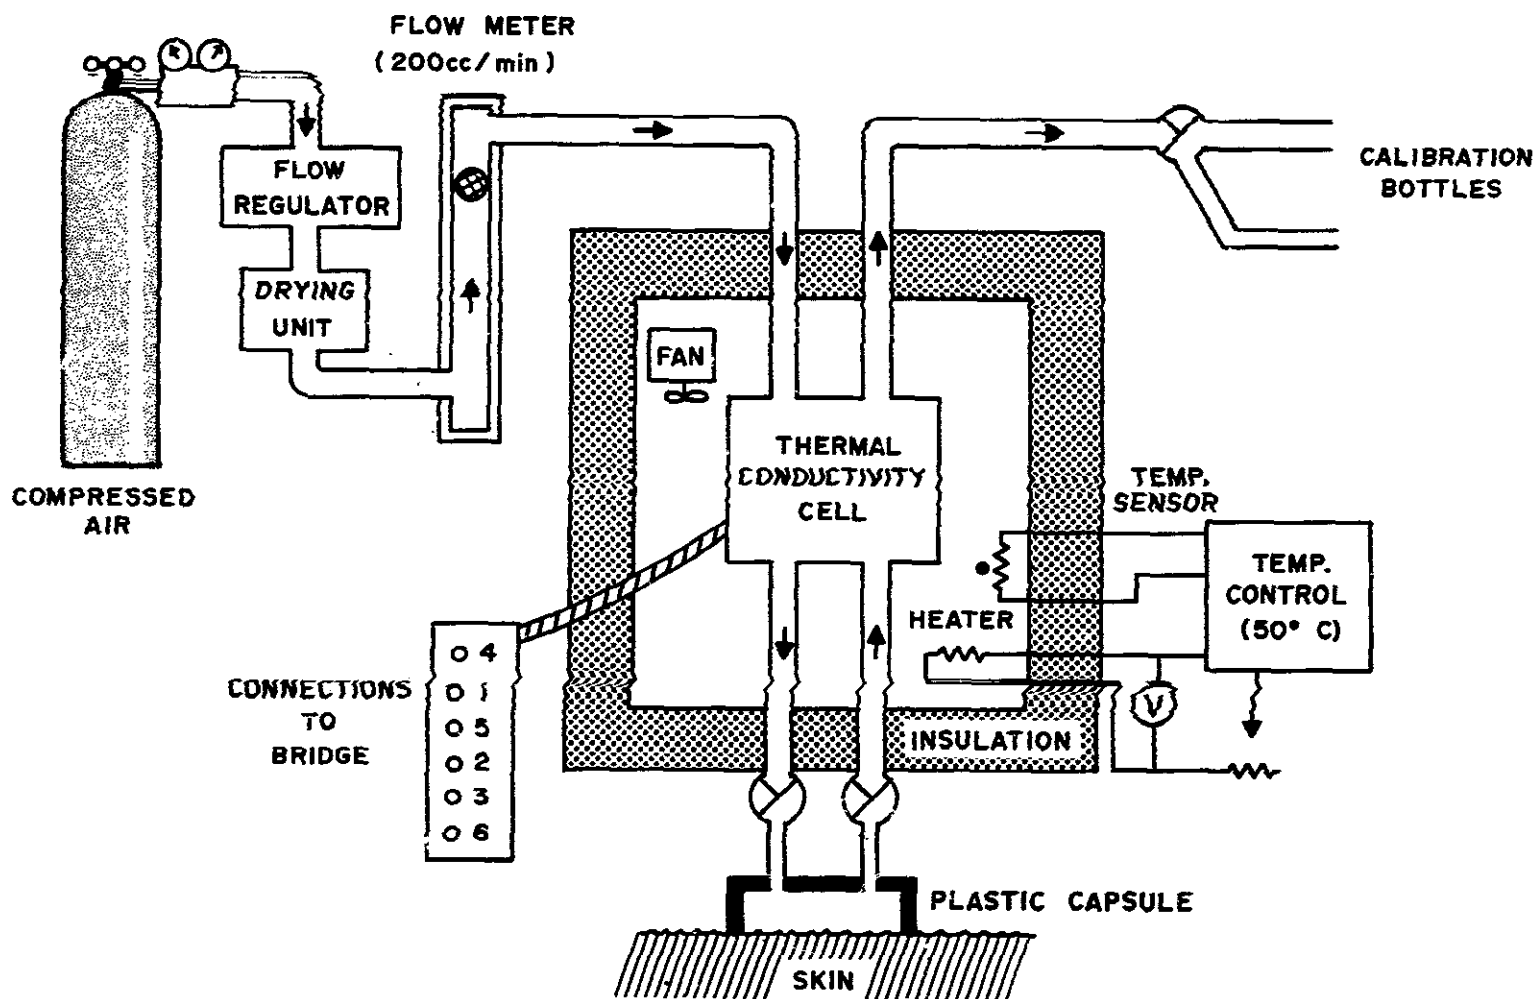 FLOW METER
(200cc/min)
FLOW
REGULATOR
DRYING
UNIT
COMPRESSED
AIR
CALIBRATION
BOTTLES
FAN
THERMAL
CONDUCTIVITY
CELL
TEMP.
SENSOR
TEMP.
CONTROL
(50° C)
HEATER
V
CONNECTIONS
TO
BRIDGE
4
1
5
2
3
6
INSULATION
PLASTIC CAPSULE
SKIN